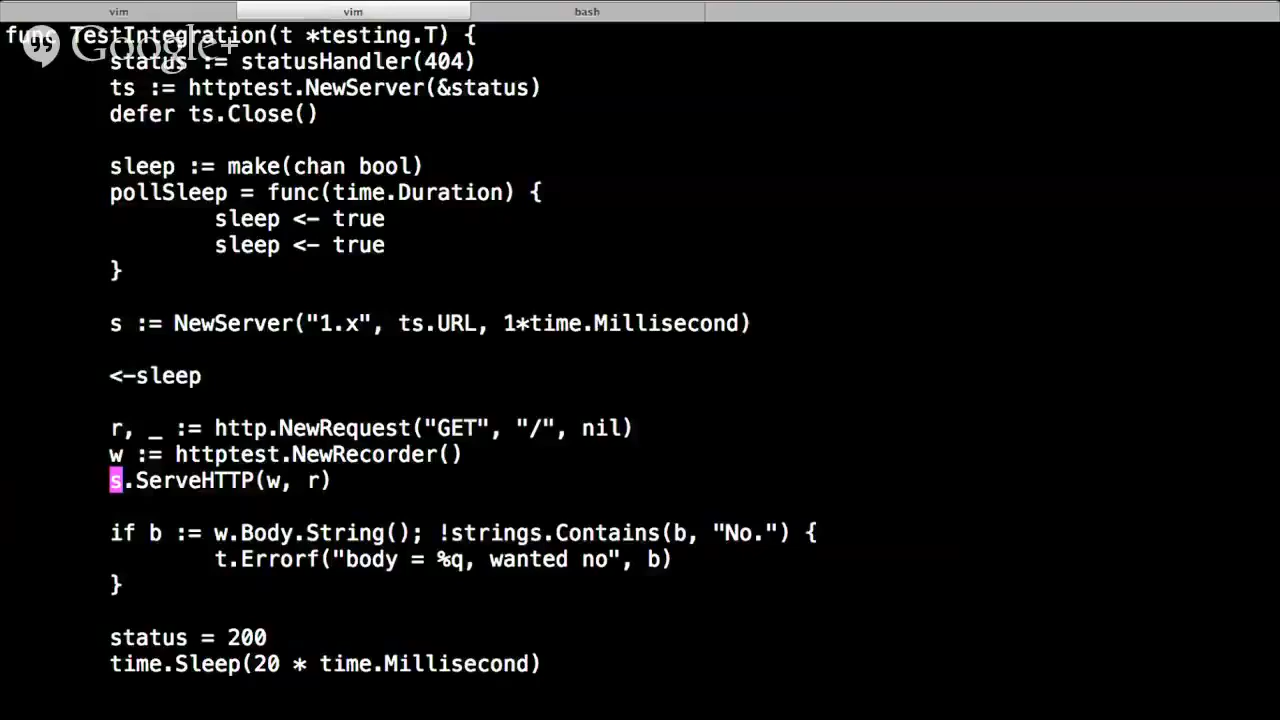 vim vim bash
func TestIntegration(t *testing.T) {
Google+
status := statusHandler(404)
ts := httptest.NewServer(&status)
defer ts.Close()
sleep := make(chan bool)
pollSleep = func(time.Duration) {
sleep <- true
sleep <- true
}
s := NewServer("1.x", ts.URL, 1*time.Millisecond)
<-sleep
r, _ := http.NewRequest("GET", "/", nil)
w := httptest.NewRecorder()
s.ServeHTTP(w, r)
if b := w.Body.String(); !strings.Contains(b, "No.") {
t.Errorf("body = %q, wanted no", b)
}
status = 200
time.Sleep(20 * time.Millisecond)